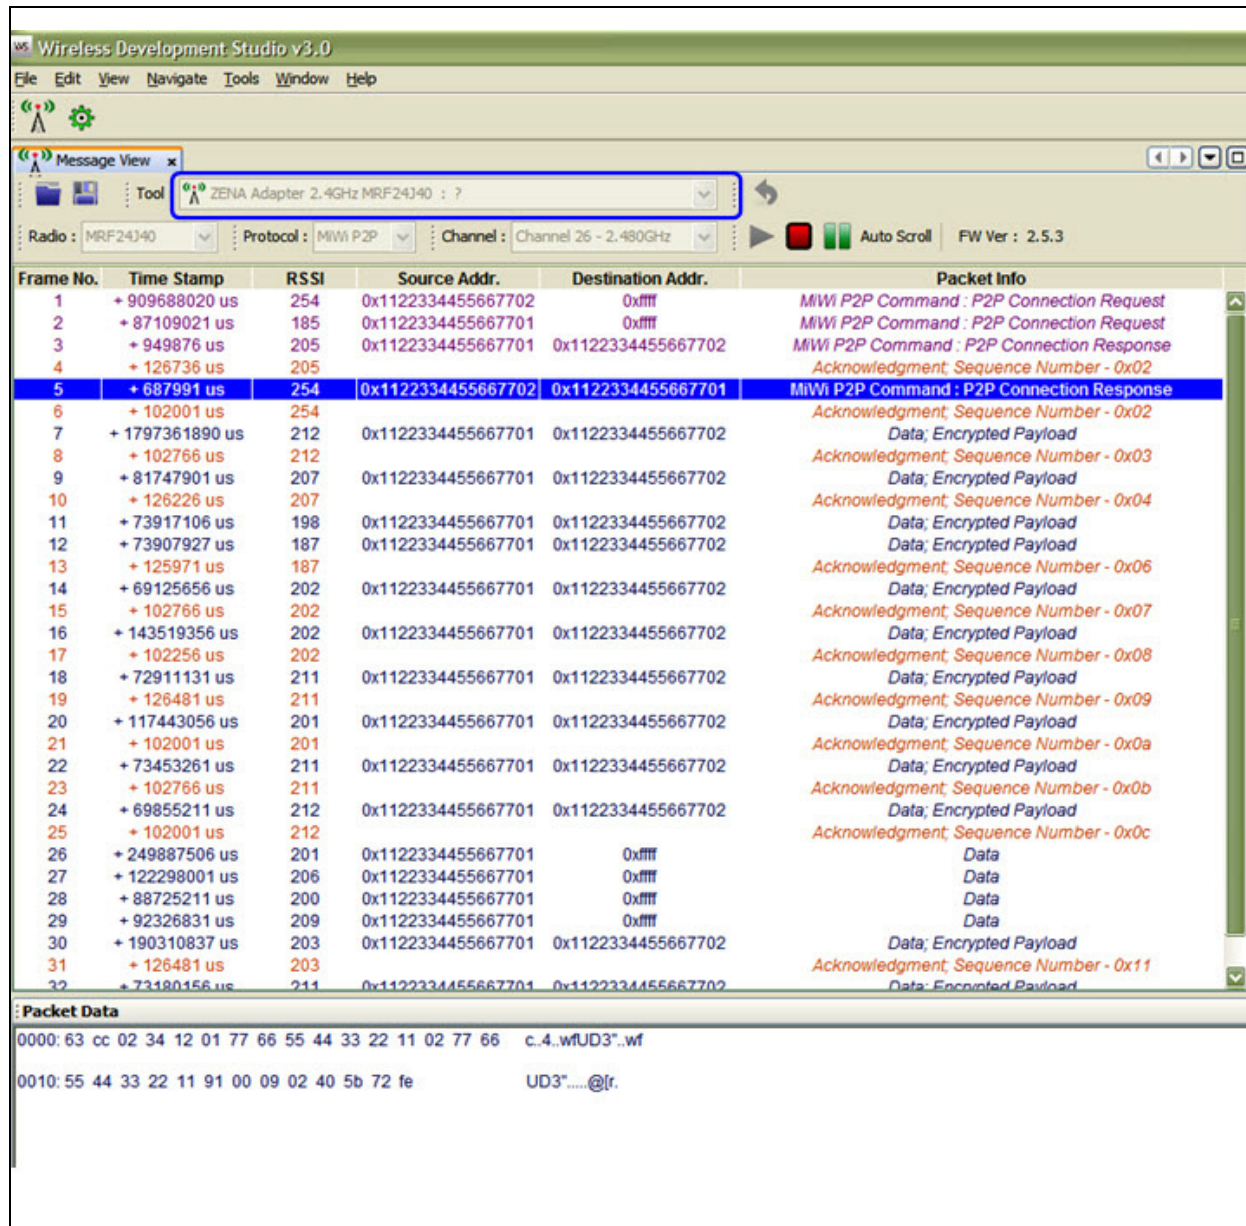 WS Wireless Development Studio v3.0
File Edit View Navigate Tools Window Help
Message View x
Tool ZENA Adapter 2.4GHz MRF24J40 : ?
Radio : MRF24J40 Protocol : MiWi P2P Channel : Channel 26 - 2.480GHz Auto Scroll FW Ver : 2.5.3
Frame No. Time Stamp RSSI Source Addr. Destination Addr. Packet Info
1 + 909688020 us 254 0x1122334455667702 0xffff MiWi P2P Command : P2P Connection Request
2 + 87109021 us 185 0x1122334455667701 0xffff MiWi P2P Command : P2P Connection Request
3 + 949876 us 205 0x1122334455667701 0x1122334455667702 MiWi P2P Command : P2P Connection Response
4 + 126736 us 205 Acknowledgment; Sequence Number - 0x02
5 + 687991 us 254 0x1122334455667702 0x1122334455667701 MiWi P2P Command : P2P Connection Response
6 + 102001 us 254 Acknowledgment; Sequence Number - 0x02
7 + 1797361890 us 212 0x1122334455667701 0x1122334455667702 Data; Encrypted Payload
8 + 102766 us 212 Acknowledgment; Sequence Number - 0x03
9 + 81747901 us 207 0x1122334455667701 0x1122334455667702 Data; Encrypted Payload
10 + 126226 us 207 Acknowledgment; Sequence Number - 0x04
11 + 73917106 us 198 0x1122334455667701 0x1122334455667702 Data; Encrypted Payload
12 + 73907927 us 187 0x1122334455667701 0x1122334455667702 Data; Encrypted Payload
13 + 125971 us 187 Acknowledgment; Sequence Number - 0x06
14 + 69125656 us 202 0x1122334455667701 0x1122334455667702 Data; Encrypted Payload
15 + 102766 us 202 Acknowledgment; Sequence Number - 0x07
16 + 143519356 us 202 0x1122334455667701 0x1122334455667702 Data; Encrypted Payload
17 + 102256 us 202 Acknowledgment; Sequence Number - 0x08
18 + 72911131 us 211 0x1122334455667701 0x1122334455667702 Data; Encrypted Payload
19 + 126481 us 211 Acknowledgment; Sequence Number - 0x09
20 + 117443056 us 201 0x1122334455667701 0x1122334455667702 Data; Encrypted Payload
21 + 102001 us 201 Acknowledgment; Sequence Number - 0x0a
22 + 73453261 us 211 0x1122334455667701 0x1122334455667702 Data; Encrypted Payload
23 + 102766 us 211 Acknowledgment; Sequence Number - 0x0b
24 + 69855211 us 212 0x1122334455667701 0x1122334455667702 Data; Encrypted Payload
25 + 102001 us 212 Acknowledgment; Sequence Number - 0x0c
26 + 249887506 us 201 0x1122334455667701 0xffff Data
27 + 122298001 us 206 0x1122334455667701 0xffff Data
28 + 88725211 us 200 0x1122334455667701 0xffff Data
29 + 92326831 us 209 0x1122334455667701 0xffff Data
30 + 190310837 us 203 0x1122334455667701 0x1122334455667702 Data; Encrypted Payload
31 + 126481 us 203 Acknowledgment; Sequence Number - 0x11
32 + 73180156 us 211 0x1122334455667701 0x1122334455667702 Data; Encrypted Payload
Packet Data
0000: 63 cc 02 34 12 01 77 66 55 44 33 22 11 02 77 66 c..4..wfUD3"..wf
0010: 55 44 33 22 11 91 00 09 02 40 5b 72 fe UD3".....@[r.